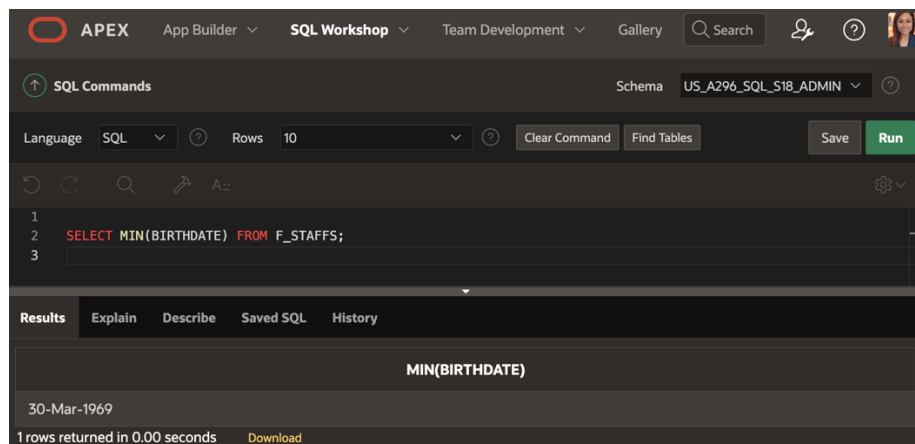 APEX App Builder SQL Workshop Team Development Gallery Search
SQL Commands Schema US_A296_SQL_S18_ADMIN
Language SQL Rows 10 Clear Command Find Tables Save Run
A::
1
2 SELECT MIN(BIRTHDATE) FROM F_STAFFS;
3
Results Explain Describe Saved SQL History
MIN(BIRTHDATE)
30-Mar-1969
1 rows returned in 0.00 seconds Download